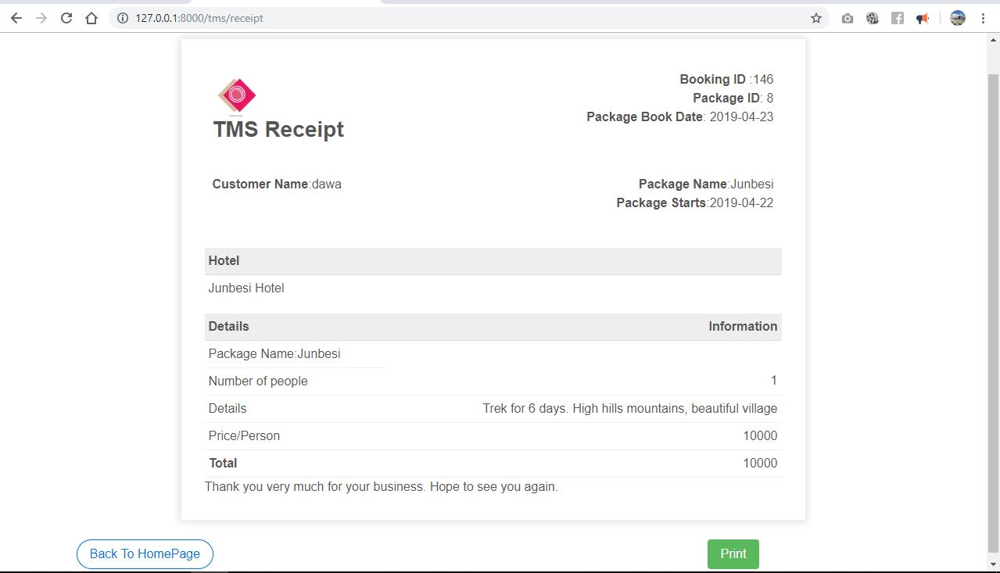 127.0.0.1:8000/tms/receipt
Booking ID :146
Package ID: 8
Package Book Date: 2019-04-23
TMS Receipt
Customer Name:dawa
Package Name:Junbesi
Package Starts:2019-04-22
Hotel
Junbesi Hotel
Details Information
Package Name:Junbesi
Number of people 1
Details Trek for 6 days. High hills mountains, beautiful village
Price/Person 10000
Total 10000
Thank you very much for your business. Hope to see you again.
Back To HomePage Print